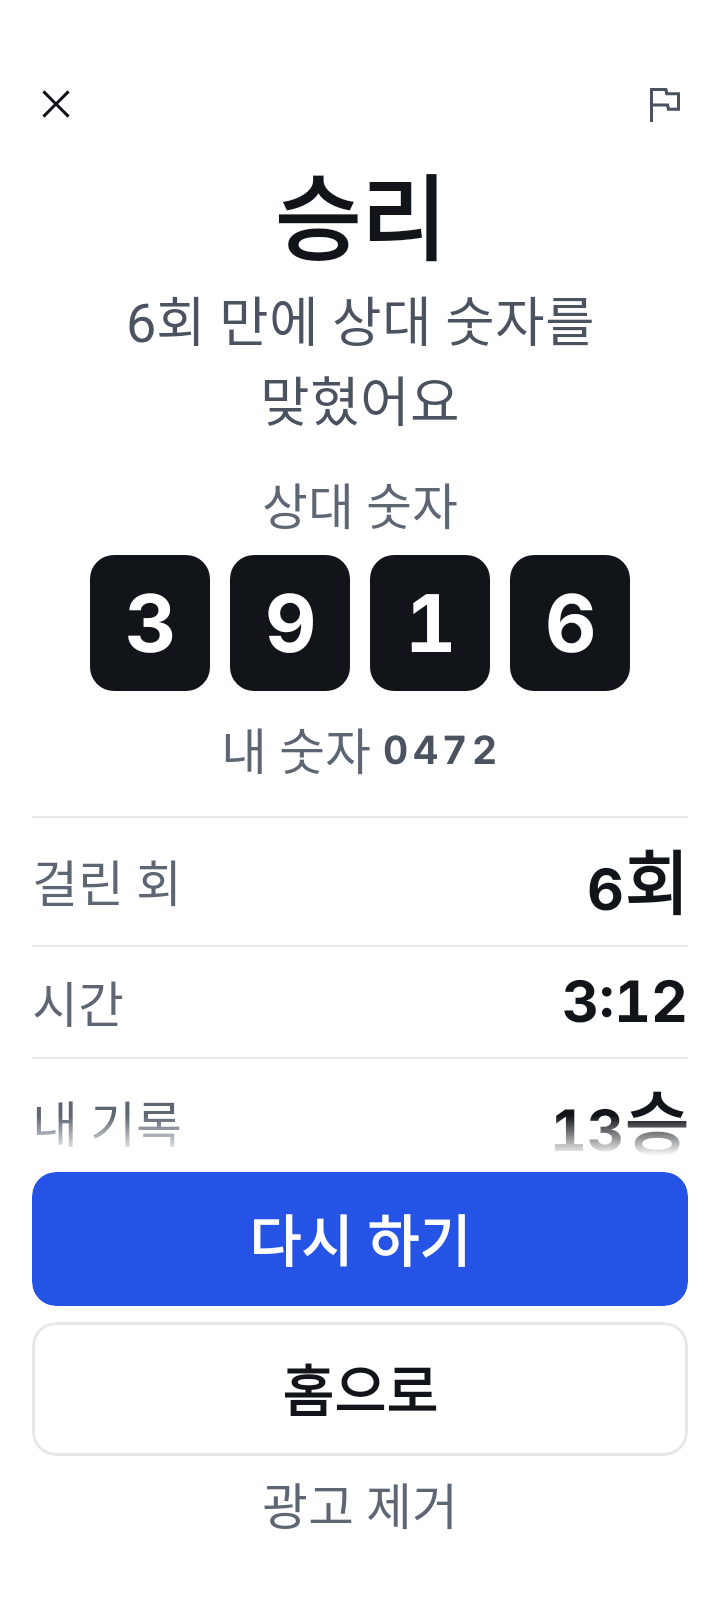 승리
6회 만에 상대 숫자를
맞혔어요
상대 숫자
3 9 1 6
내 숫자 0472
걸린 회 6회
시간 3:12
내 기록 13승
다시 하기
홈으로
광고 제거